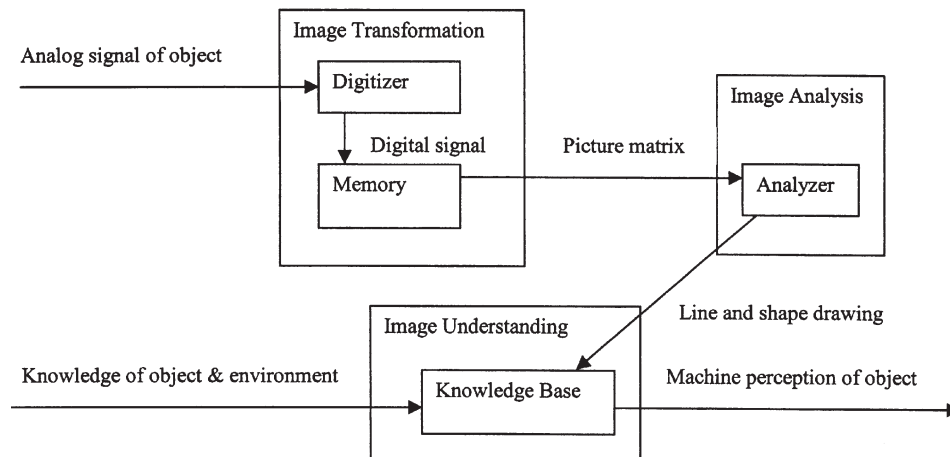 Image Transformation
Analog signal of object
Digitizer
Image Analysis
Digital signal
Picture matrix
Memory
Analyzer
Line and shape drawing
Image Understanding
Knowledge of object & environment
Machine perception of object
Knowledge Base